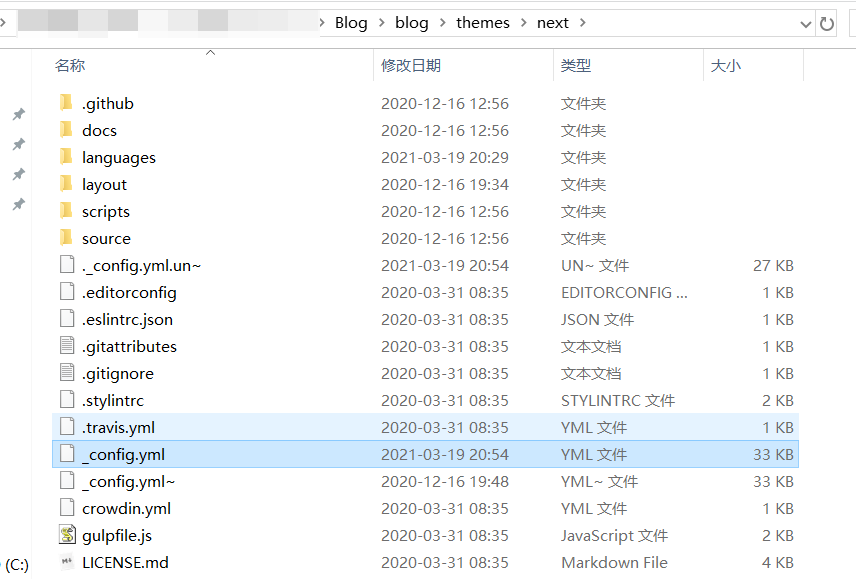 Blog > blog > themes > next >
名称 修改日期 类型 大小
.github 2020-12-16 12:56 文件夹
docs 2020-12-16 12:56 文件夹
languages 2021-03-19 20:29 文件夹
layout 2020-12-16 19:34 文件夹
scripts 2020-12-16 12:56 文件夹
source 2020-12-16 12:56 文件夹
._config.yml.un~ 2021-03-19 20:54 UN~ 文件 27 KB
.editorconfig 2020-03-31 08:35 EDITORCONFIG ... 1 KB
.eslintrc.json 2020-03-31 08:35 JSON 文件 1 KB
.gitattributes 2020-03-31 08:35 文本文档 1 KB
.gitignore 2020-03-31 08:35 文本文档 1 KB
.stylintrc 2020-03-31 08:35 STYLINTRC 文件 2 KB
.travis.yml 2020-03-31 08:35 YML 文件 1 KB
_config.yml 2021-03-19 20:54 YML 文件 33 KB
_config.yml~ 2020-12-16 19:48 YML~ 文件 33 KB
crowdin.yml 2020-03-31 08:35 YML 文件 1 KB
gulpfile.js 2020-03-31 08:35 JavaScript 文件 2 KB
(C:) LICENSE.md 2020-03-31 08:35 Markdown File 4 KB